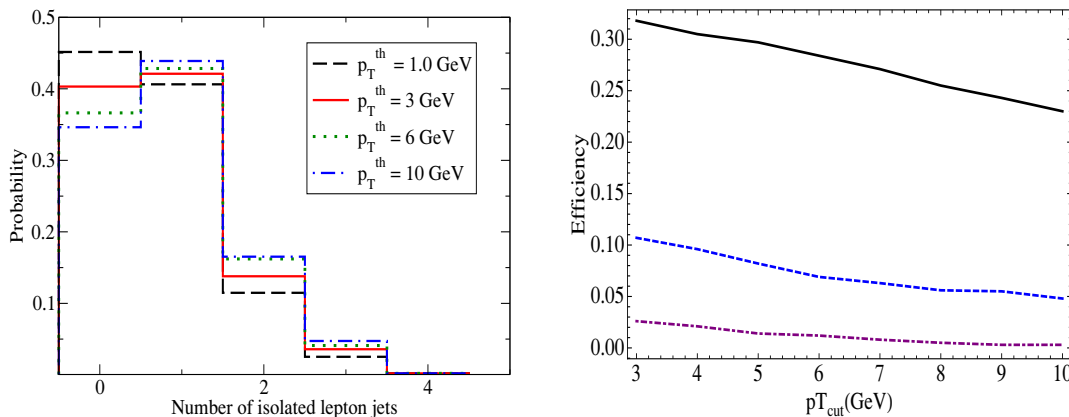 0.5
0.4
0.3
0.2
0.1
Probability
0
2
4
Number of isolated lepton jets
p_T^th = 1.0 GeV
p_T^th = 3 GeV
p_T^th = 6 GeV
p_T^th = 10 GeV
0.30
0.25
0.20
0.15
0.10
0.05
0.00
Efficiency
3 4 5 6 7 8 9 10
pT_cut(GeV)